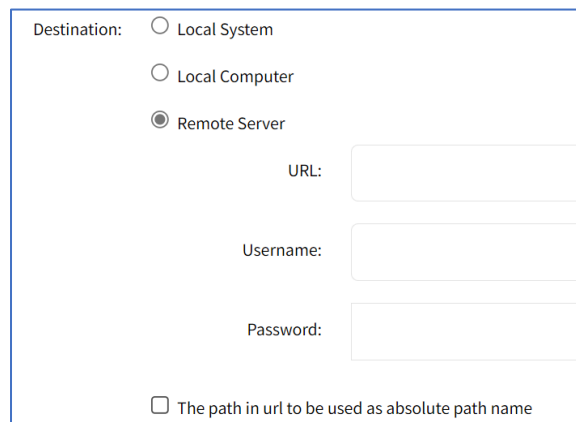 Destination: Local System
Local Computer
Remote Server
URL:
Username:
Password:
The path in url to be used as absolute path name